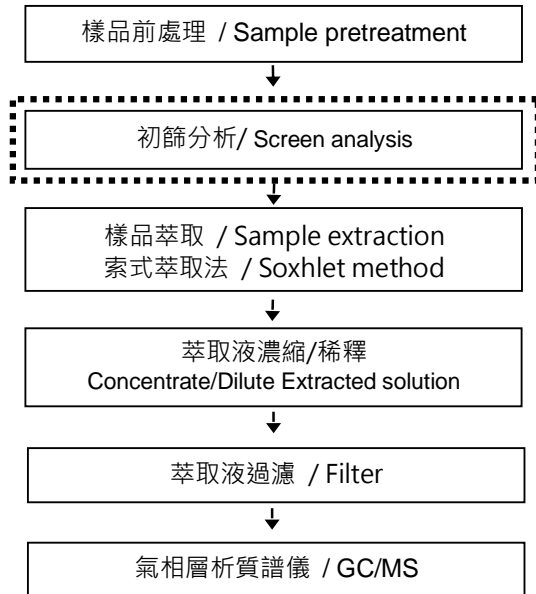 樣品前處理 / Sample pretreatment
初篩分析/ Screen analysis
樣品萃取 / Sample extraction
索式萃取法 / Soxhlet method
萃取液濃縮/稀釋
Concentrate/Dilute Extracted solution
萃取液過濾 / Filter
氣相層析質譜儀 / GC/MS